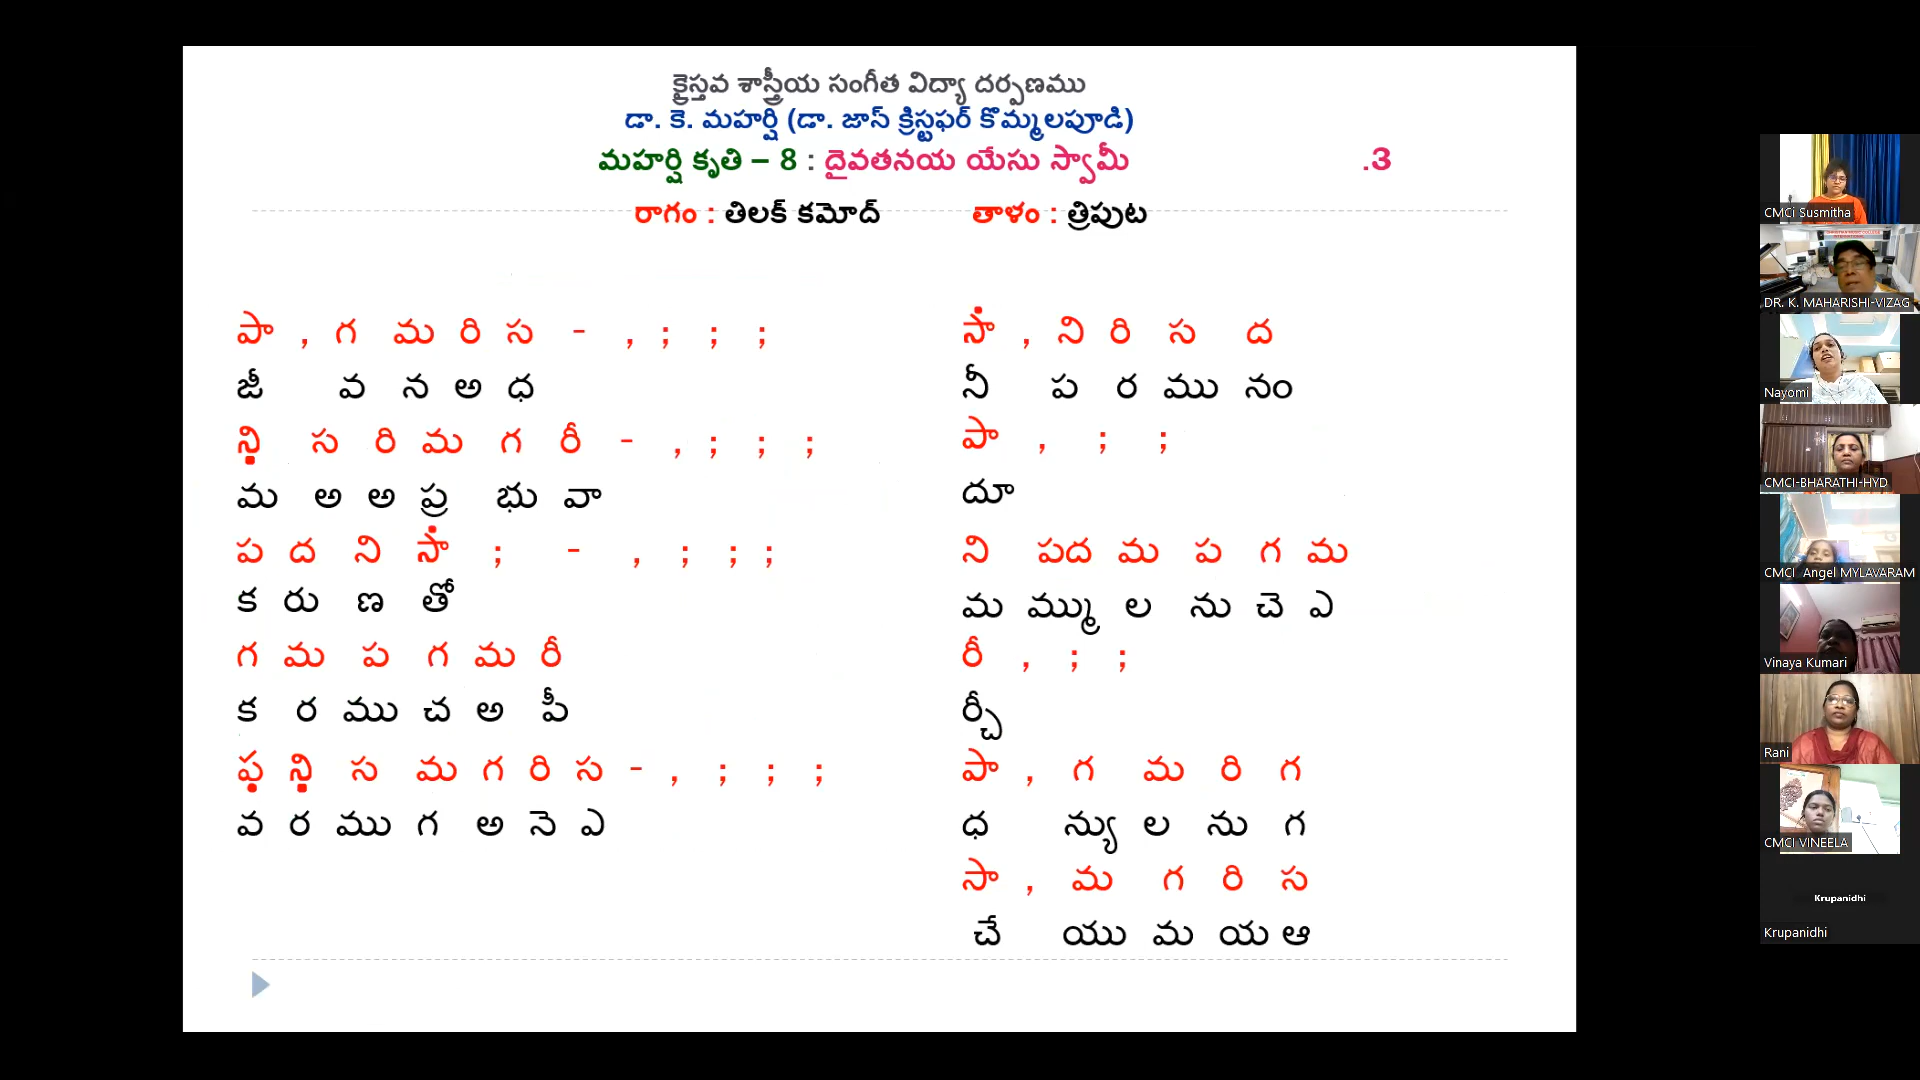 క్రైస్తవ శాస్త్రీయ సంగీత విద్యా దర్పణము
డా. కె. మహర్షి (డా. జాస్ క్రిస్టఫర్ కొమ్మలపూడి)
మహర్షి కృతి – 8 : దైవతనయ యేసు స్వామీ .3
రాగం : తిలక్ కమోద్ తాళం : త్రిపుట
పా , గ మ రి స - , ; ; ;
జీ వ న అ ధ
ని़ స రి మ గ రీ - , ; ; ;
మ అ అ ప్ర భు వా
ప ద ని సా ; - , ; ; ;
క రు ణ తో
గ మ ప గ మ రీ
క ర ము చ అ పీ
ప ని స మ గ రి స - , ; ; ;
వ ర ము గ అ నె ఎ
సా , ని రి స ద
నీ ప ర ము నం
పా , ; ;
దూ
ని పద మ ప గ మ
మ మ్ము ల ను చె ఎ
రీ , ; ;
ర్చీ
పా , గ మ రి గ
ధ న్యు ల ను గ
సా , మ గ రి స
చే యు మ య ఆ
CMCi Susmitha
DR. K. MAHARISHI-VIZAG
Nayomi
CMCI-BHARATHI-HYD
CMCI Angel MYLAVARAM
Vinaya Kumari
Rani
CMCI VINEELA
Krupanidhi
Krupanidhi